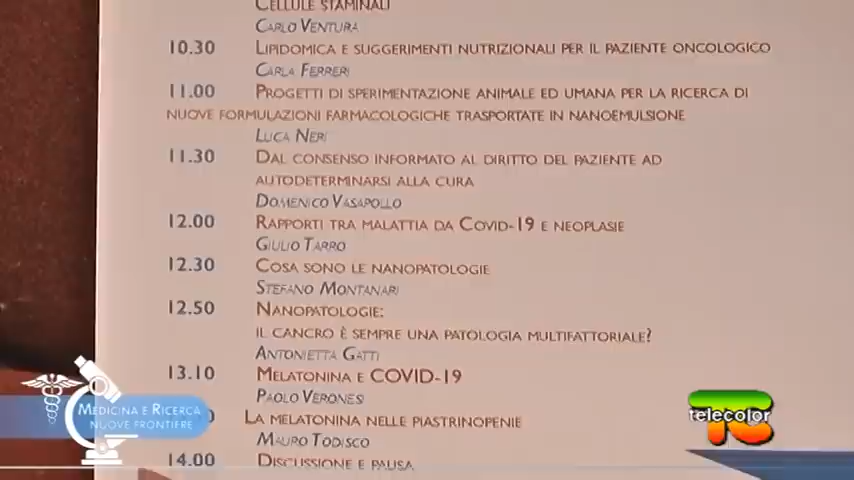 CELLULE STAMINALI
CARLO VENTURA
10.30 LIPIDOMICA E SUGGERIMENTI NUTRIZIONALI PER IL PAZIENTE ONCOLOGICO
CARLA FERRERI
11.00 PROGETTI DI SPERIMENTAZIONE ANIMALE ED UMANA PER LA RICERCA DI
NUOVE FORMULAZIONI FARMACOLOGICHE TRASPORTATE IN NANOEMULSIONE
LUCA NERI
11.30 DAL CONSENSO INFORMATO AL DIRITTO DEL PAZIENTE AD
AUTODETERMINARSI ALLA CURA
DOMENICO VASAPOLLO
12.00 RAPPORTI TRA MALATTIA DA COVID-19 E NEOPLASIE
GIULIO TARRO
12.30 COSA SONO LE NANOPATOLOGIE
STEFANO MONTANARI
12.50 NANOPATOLOGIE:
IL CANCRO È SEMPRE UNA PATOLOGIA MULTIFATTORIALE?
ANTONIETTA GATTI
13.10 MELATONINA E COVID-19
PAOLO VERONESI
LA MELATONINA NELLE PIASTRINOPENIE
MAURO TODISCO
14.00 DISCUSSIONE E PAUSA
MEDICINA E RICERCA
NUOVE FRONTIERE
telecolor